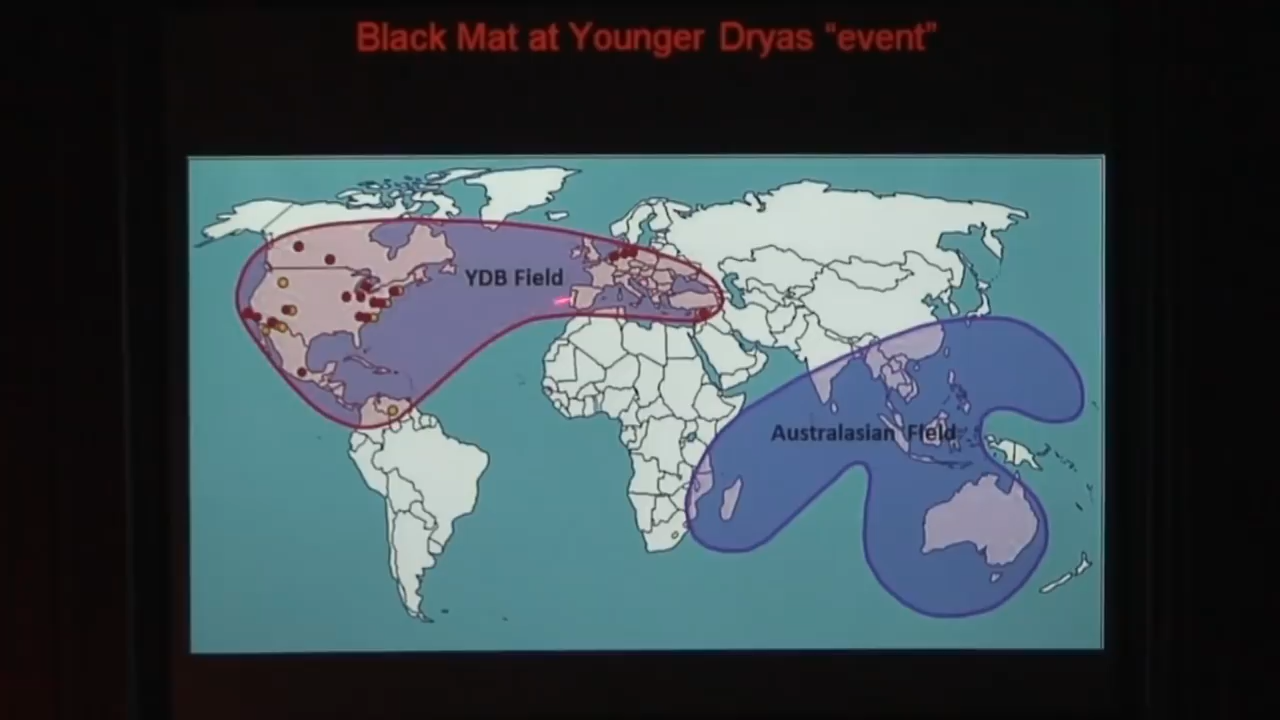 Black Mat at Younger Dryas “event”
YDB Field
Australasian Field